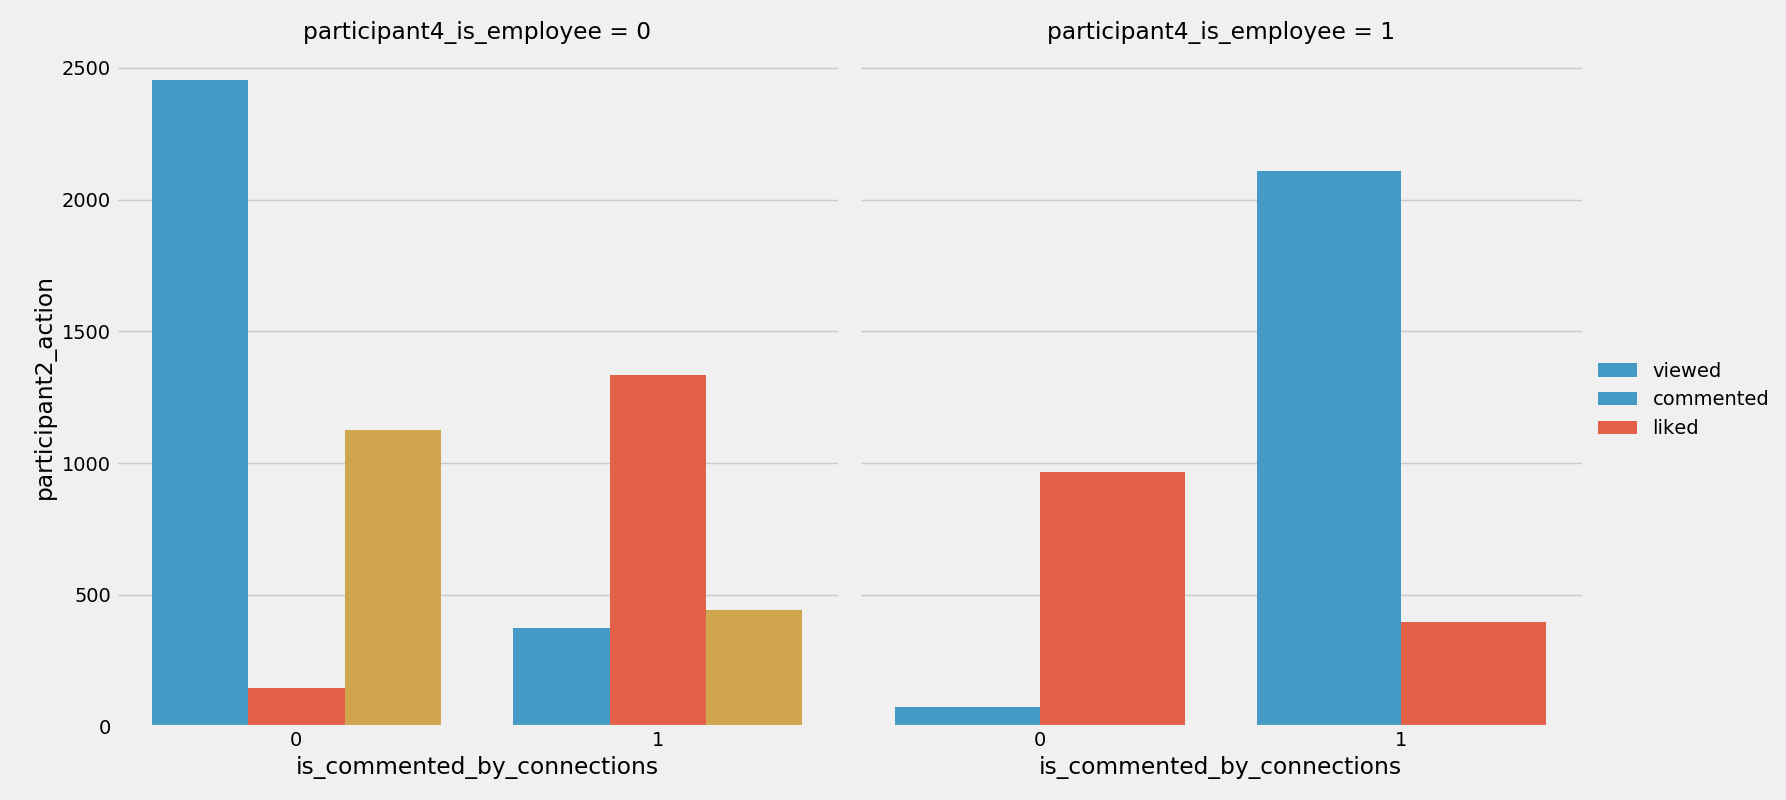 participant4_is_employee = 0
participant4_is_employee = 1
participant2_action
2500
2000
1500
1000
500
0
0
1
is_commented_by_connections
0
1
is_commented_by_connections
viewed
commented
liked